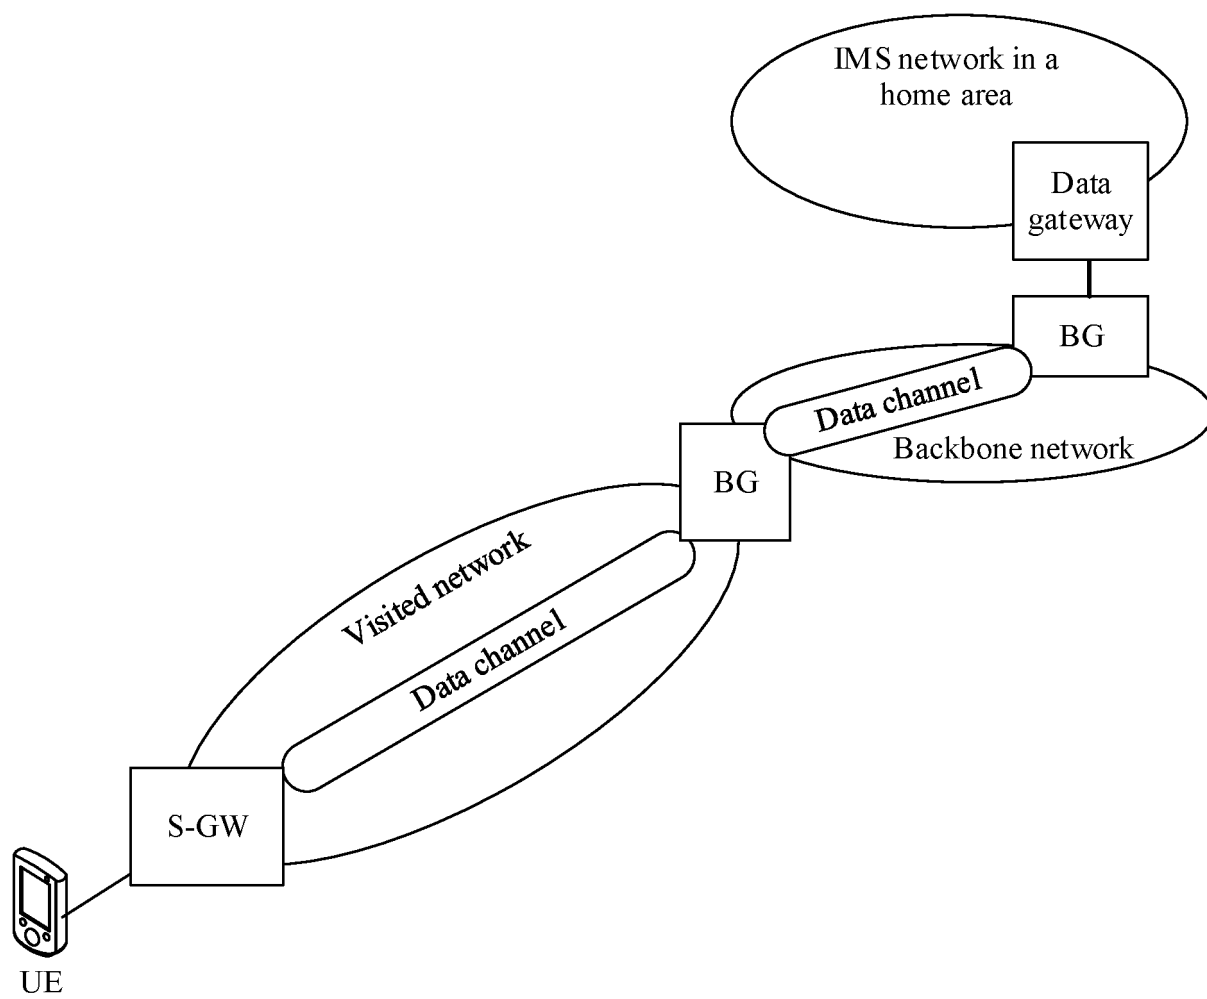 IMS network in a
home area
Data
gateway
BG
Data channel
Backbone network
BG
Visited network
Data channel
S-GW
UE